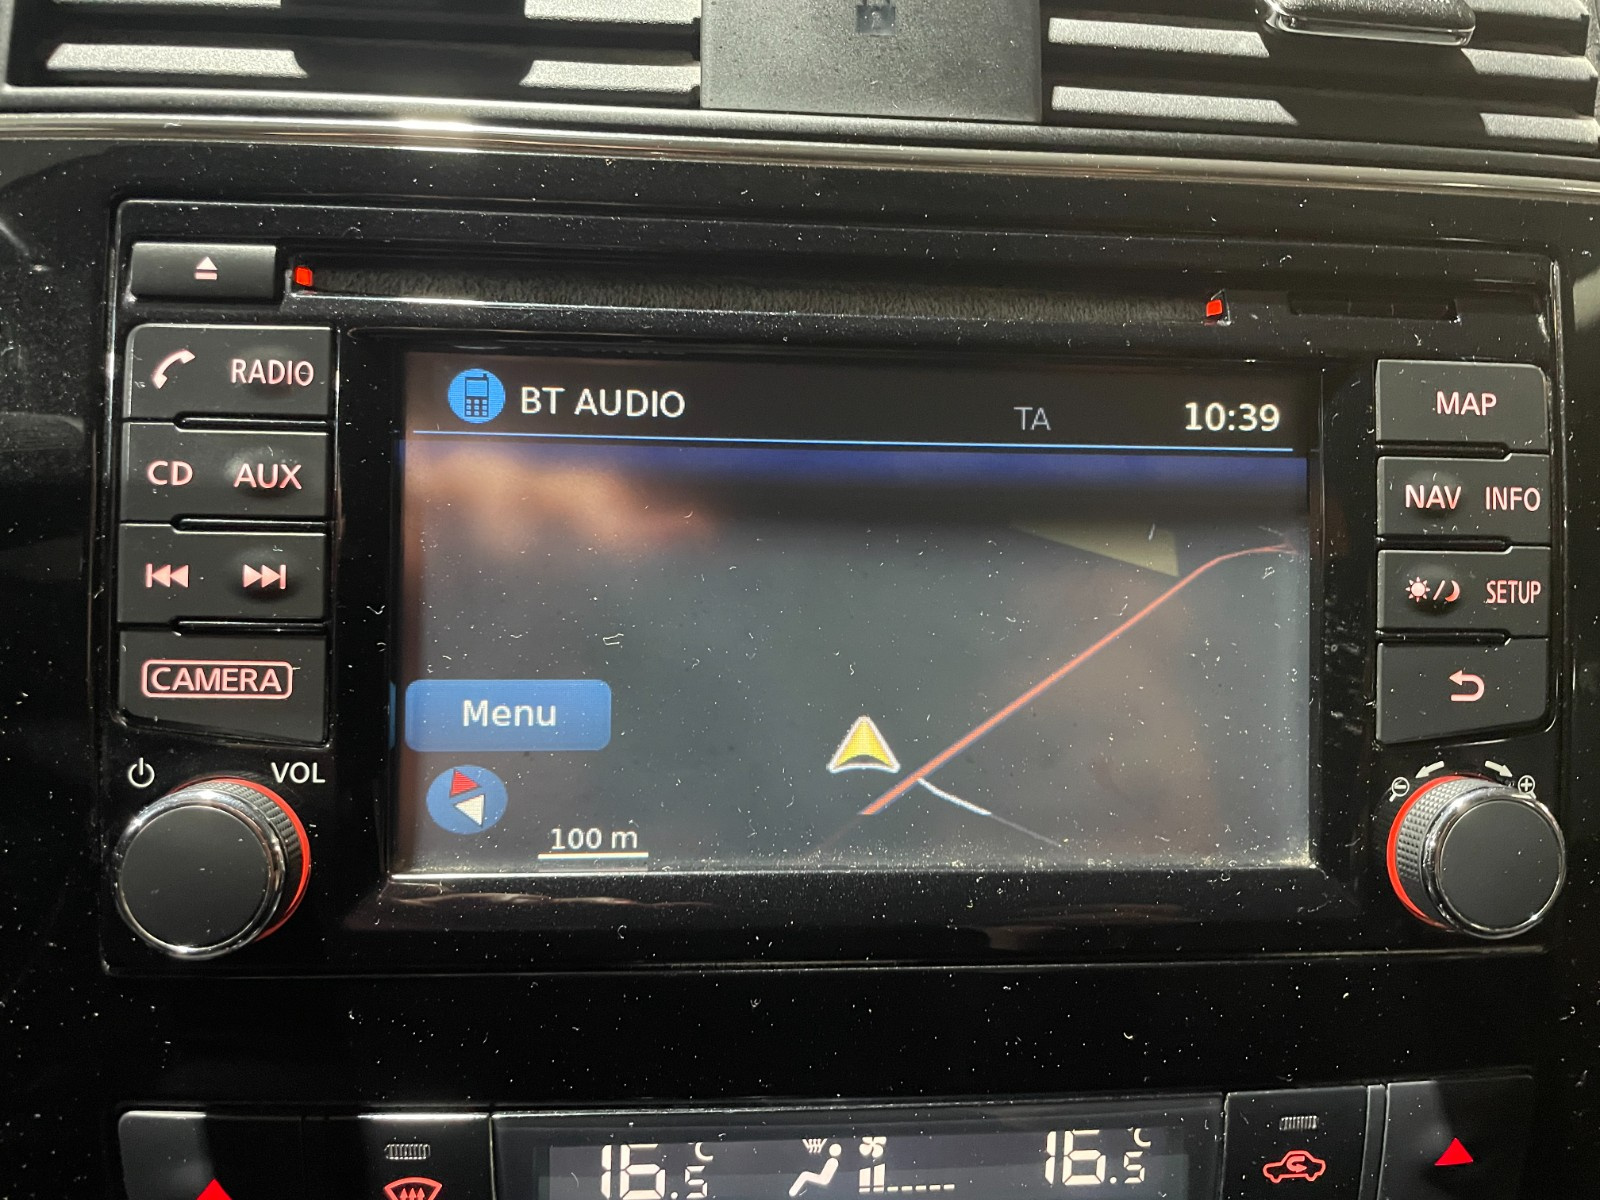 RADIO
BT AUDIO TA 10:39
MAP
CD AUX
NAV INFO
SETUP
CAMERA
Menu
VOL
100 m
16.5°C 16.5°C